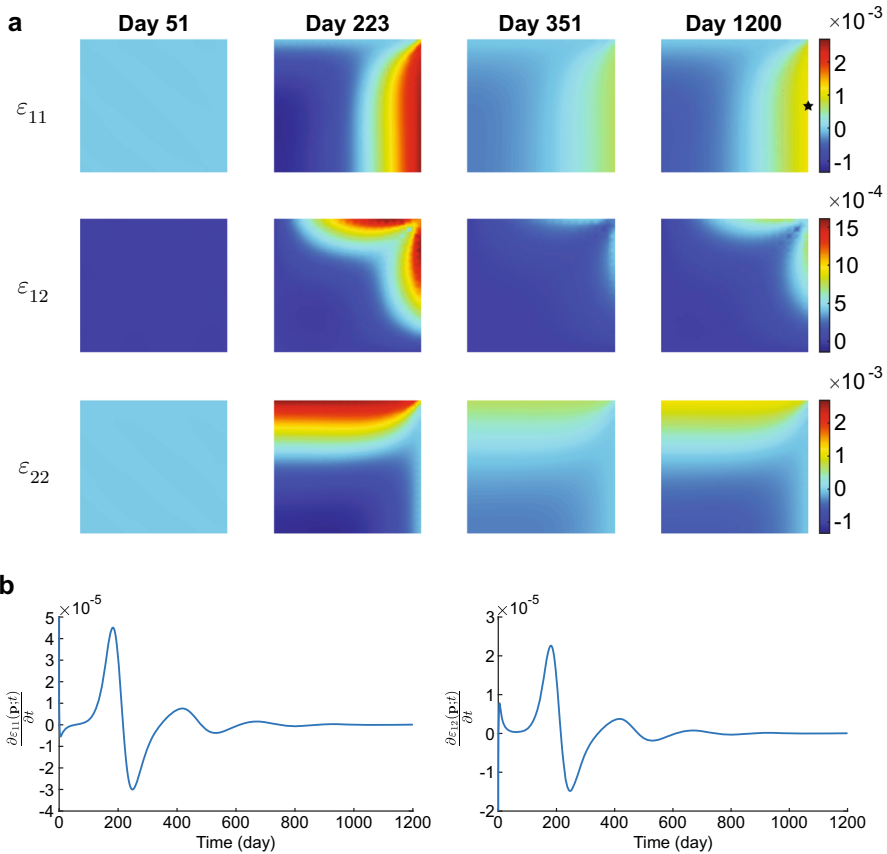 a
Day 51 Day 223 Day 351 Day 1200
ε11
×10-3
2
1
0
-1
ε12
×10-4
15
10
5
0
ε22
×10-3
2
1
0
-1
b
×10-5
5
4
3
2
1
0
-1
-2
-3
-4
∂ε11(p;t)
∂t
0 200 400 600 800 1000 1200
Time (day)
×10-5
3
2
1
0
-1
-2
∂ε12(p;t)
∂t
0 200 400 600 800 1000 1200
Time (day)